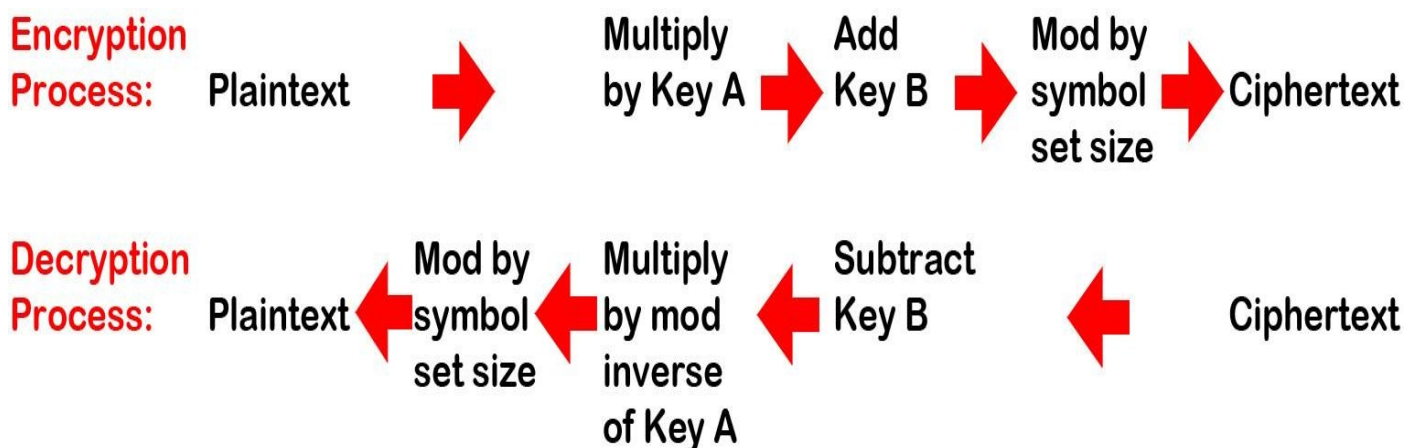 Encryption Multiply Add Mod by
Process: Plaintext by Key A Key B symbol Ciphertext
set size
Decryption Mod by Multiply Subtract
Process: Plaintext symbol by mod Key B Ciphertext
set size inverse
of Key A